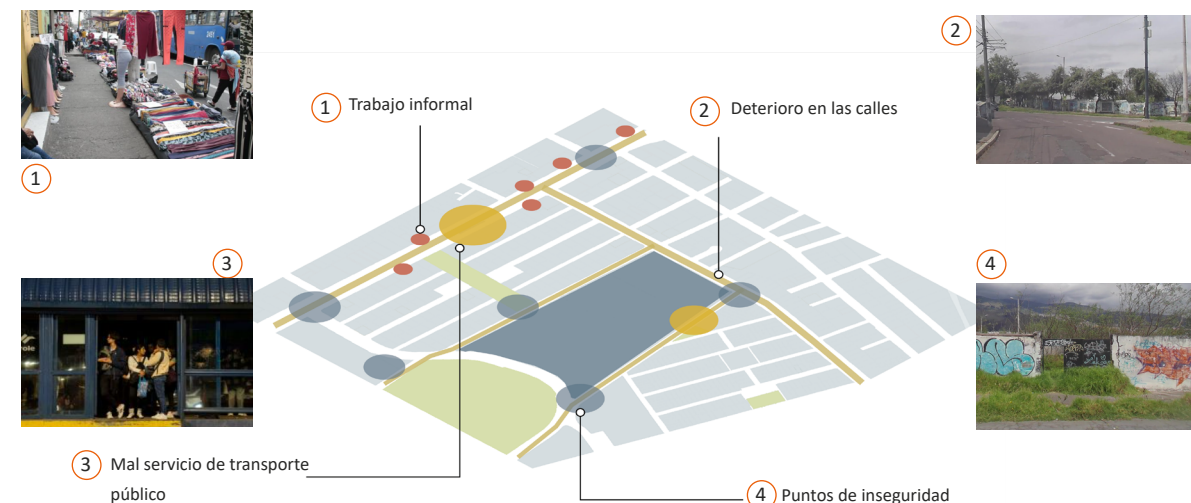 2
1 Trabajo informal
2 Deterioro en las calles
1
3
4
3 Mal servicio de transporte
público
4 Puntos de inseguridad